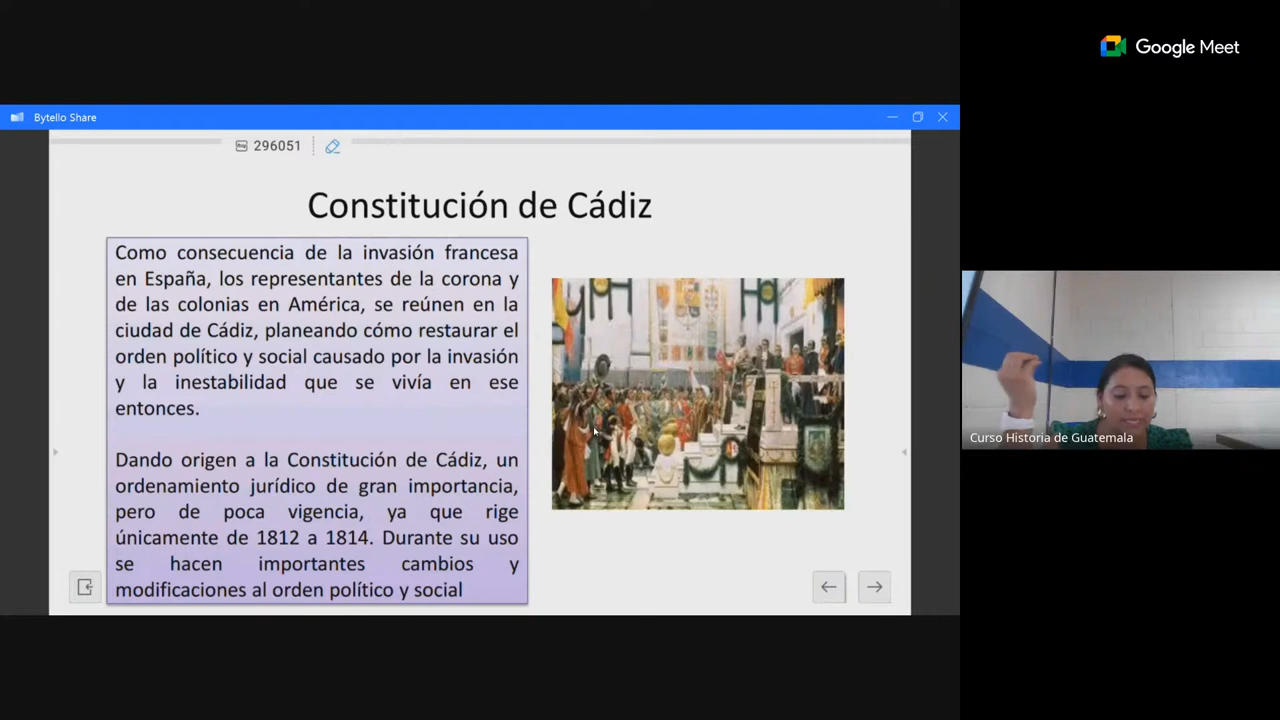 Google Meet
Bytello Share
296051
Constitución de Cádiz
Como consecuencia de la invasión francesa
en España, los representantes de la corona y
de las colonias en América, se reúnen en la
ciudad de Cádiz, planeando cómo restaurar el
orden político y social causado por la invasión
y la inestabilidad que se vivía en ese
entonces.
Dando origen a la Constitución de Cádiz, un
ordenamiento jurídico de gran importancia,
pero de poca vigencia, ya que rige
únicamente de 1812 a 1814. Durante su uso
se hacen importantes cambios y
modificaciones al orden político y social
Curso Historia de Guatemala